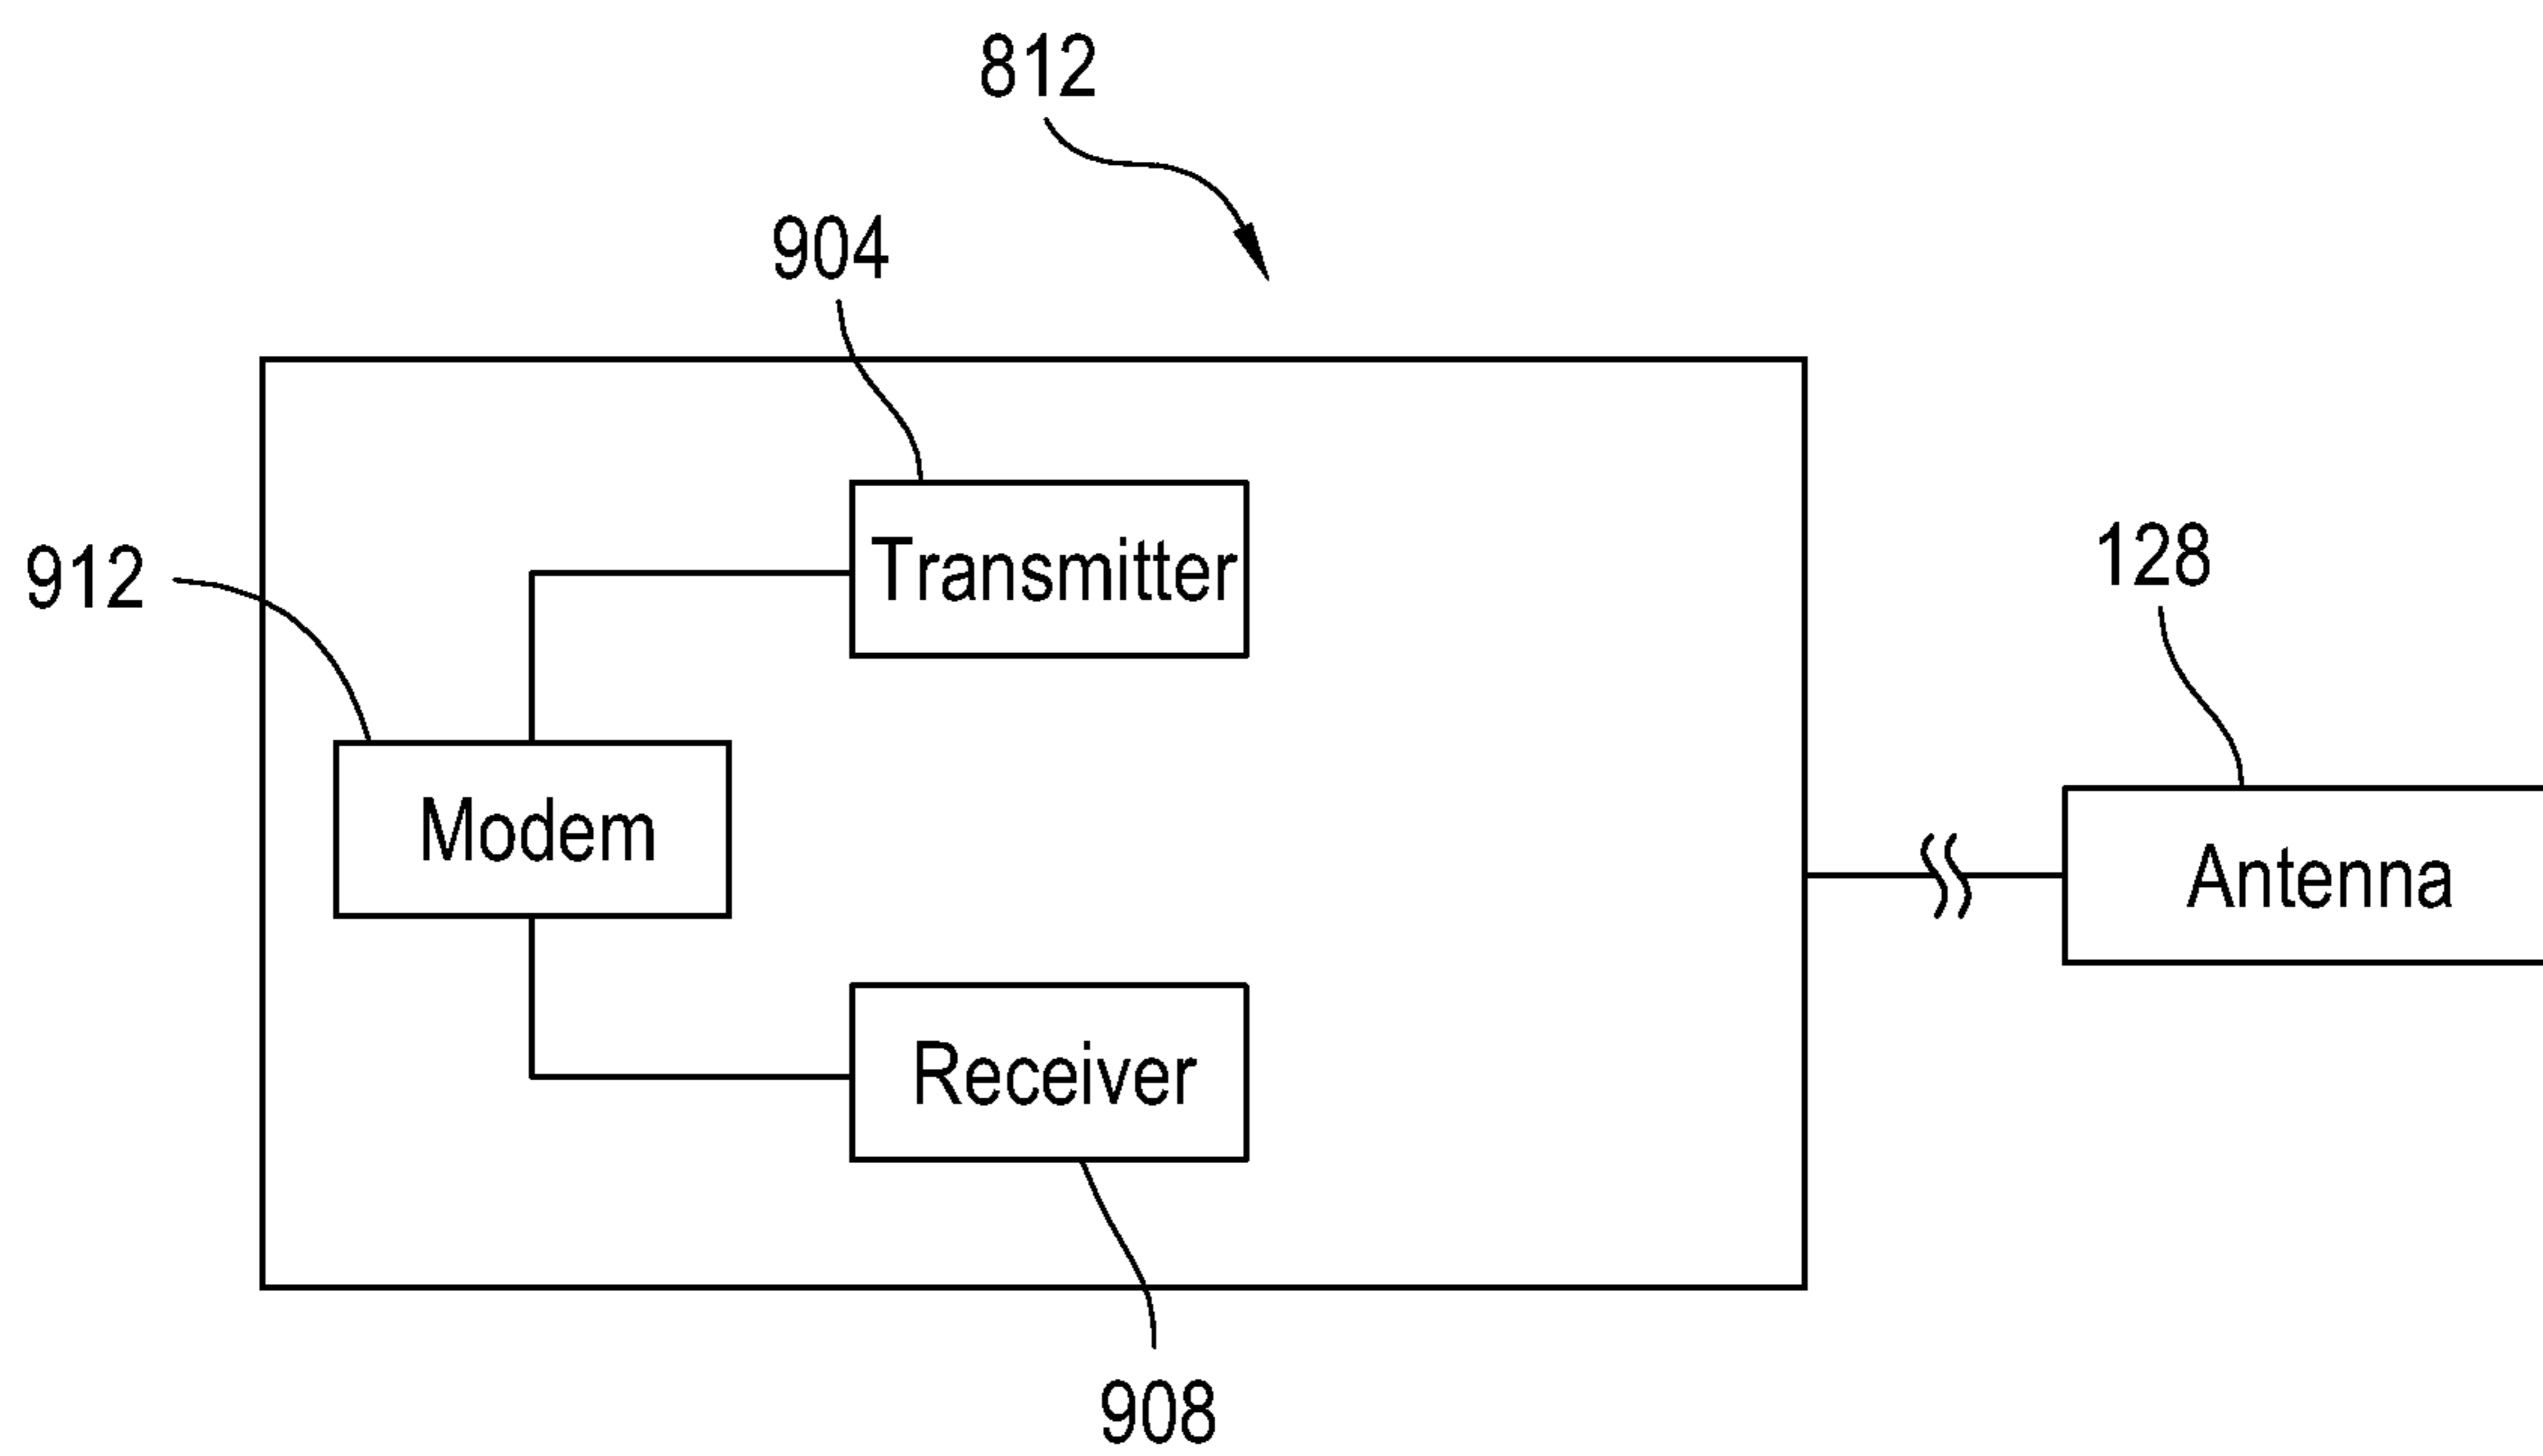 812
904
Transmitter
912
128
Modem
Antenna
Receiver
908